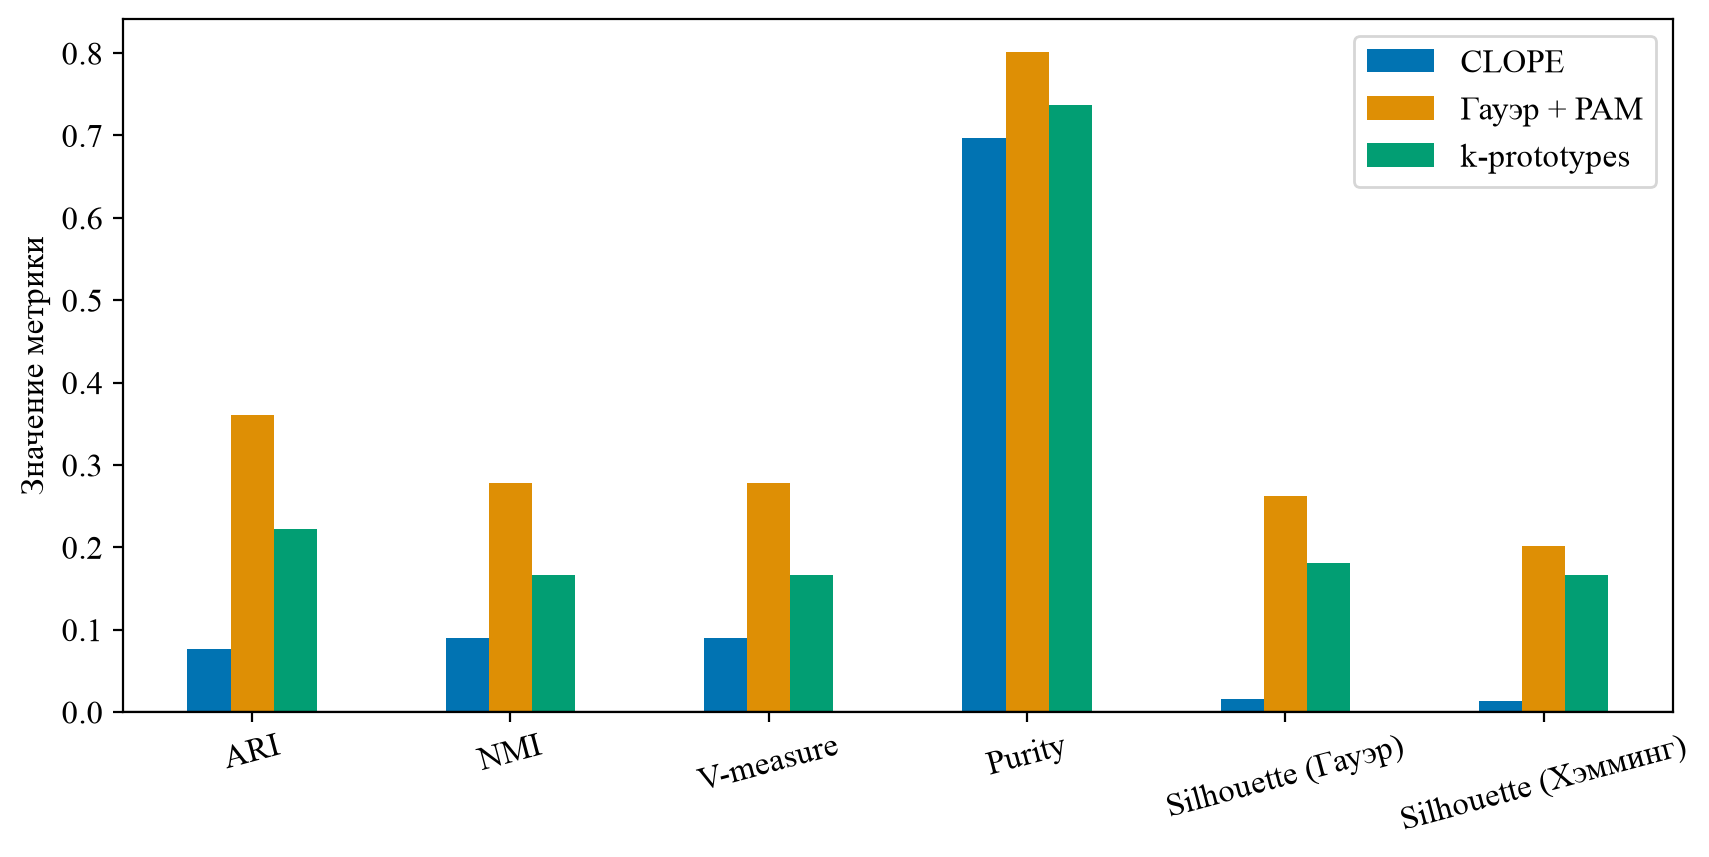 CLOPE
Гауэр + PAM
k-prototypes
Значение метрики
0.8
0.7
0.6
0.5
0.4
0.3
0.2
0.1
0.0
ARI
NMI
V-measure
Purity
Silhouette (Гауэр)
Silhouette (Хэмминг)